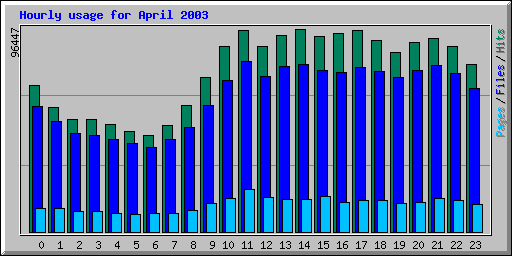 Hourly usage for April 2003
96447
Pages / Files / Hits
0 1 2 3 4 5 6 7 8 9 10 11 12 13 14 15 16 17 18 19 20 21 22 23